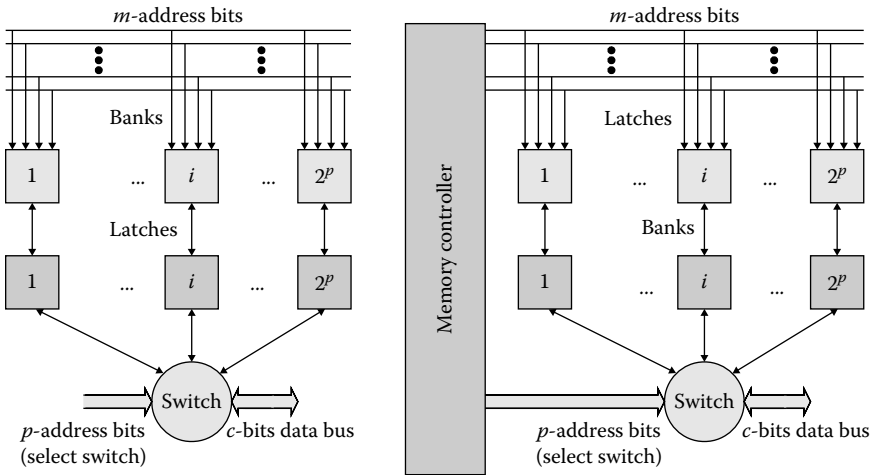 m-address bits
Banks
1 ... i ... 2^p
Latches
1 ... i ... 2^p
Switch
p-address bits
(select switch)
c-bits data bus
Memory controller
m-address bits
Latches
1 ... i ... 2^p
Banks
1 ... i ... 2^p
Switch
p-address bits
(select switch)
c-bits data bus